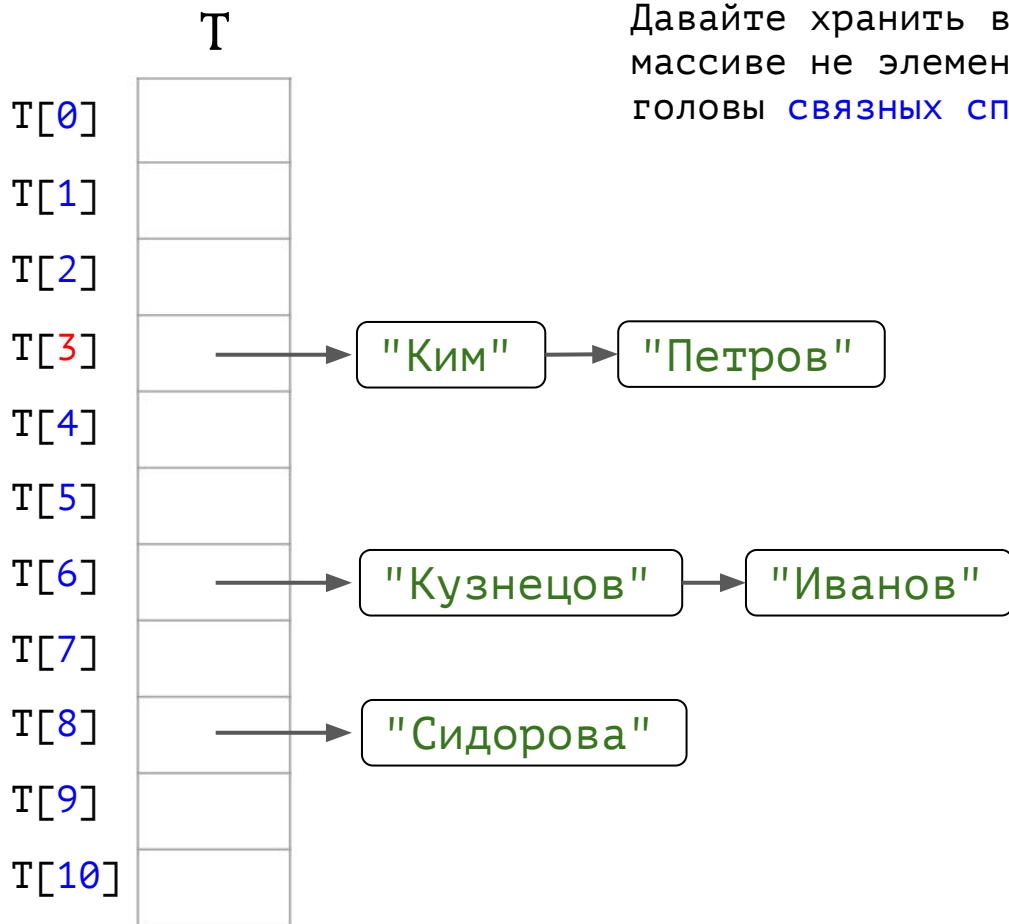 T
Давайте хранить в
массиве не элемен
головы связных сп
T[0]
T[1]
T[2]
T[3]
"Ким" "Петров"
T[4]
T[5]
T[6]
"Кузнецов" "Иванов"
T[7]
T[8]
"Сидорова"
T[9]
T[10]